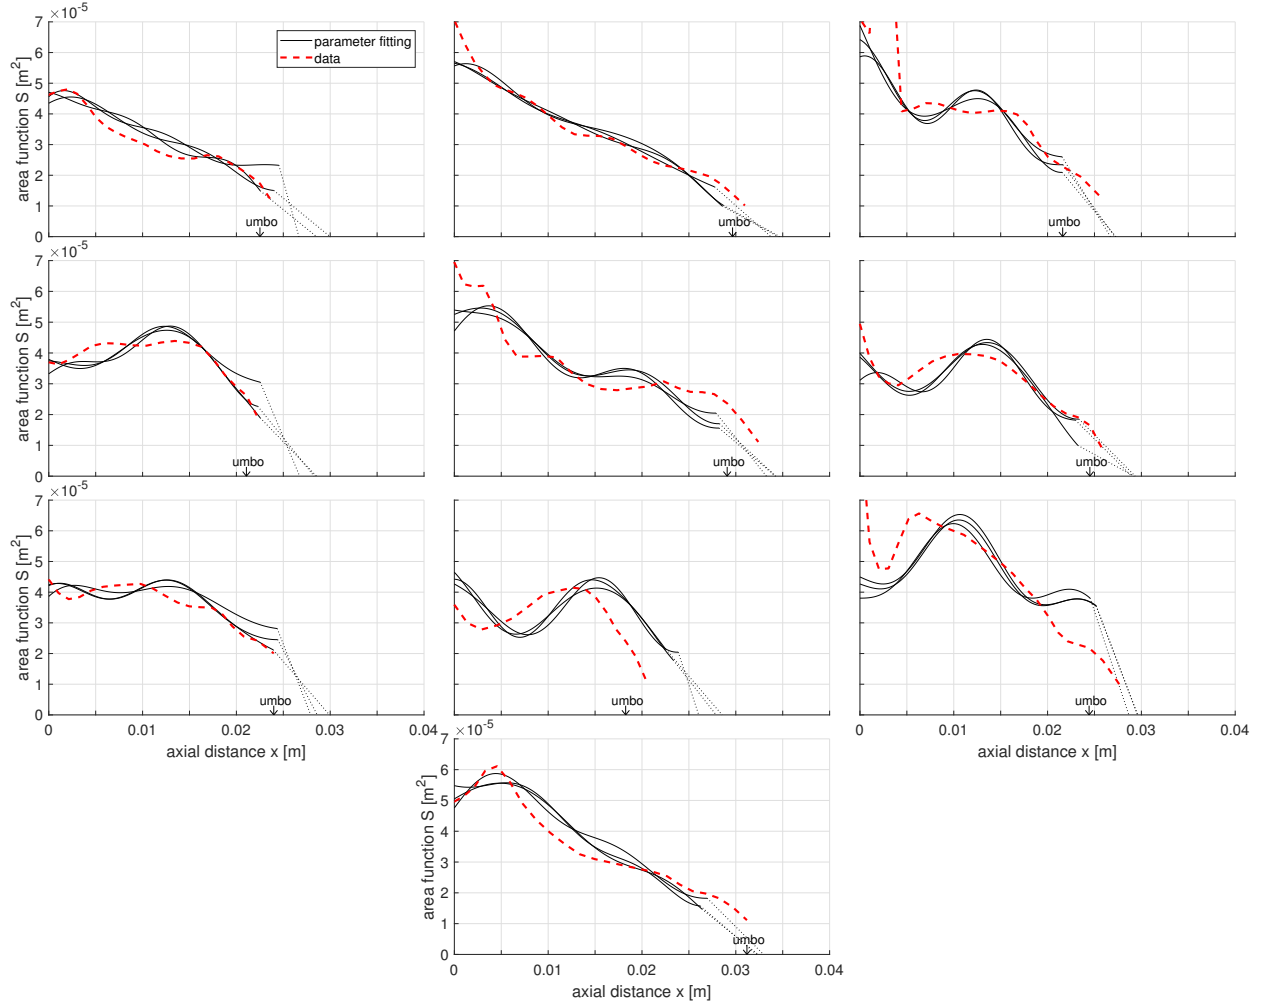 ×10⁻⁵
7
6
5
4
3
2
1
0
area function S [m²]
parameter fitting
data
umbo
umbo
umbo
×10⁻⁵
7
6
5
4
3
2
1
0
area function S [m²]
umbo
umbo
umbo
×10⁻⁵
7
6
5
4
3
2
1
0
area function S [m²]
umbo
umbo
umbo
0 0.01 0.02 0.03 0.04
axial distance x [m]
0 0.01 0.02 0.03 0.04
axial distance x [m]
×10⁻⁵
7
6
5
4
3
2
1
0
area function S [m²]
umbo
0 0.01 0.02 0.03 0.04
axial distance x [m]